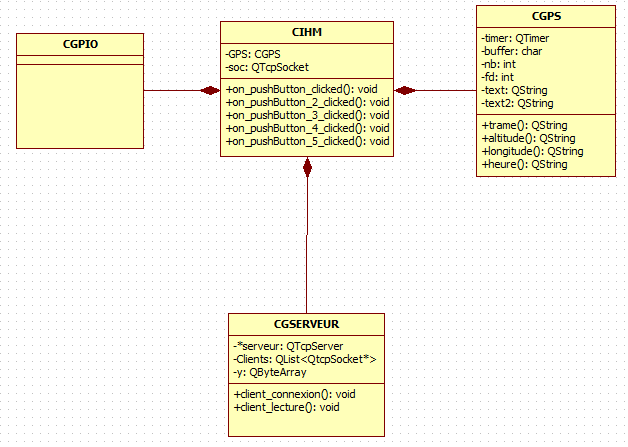 CGPIO
CIHM
-GPS: CGPS
-soc: QTcpSocket
+on_pushButton_clicked(): void
+on_pushButton_2_clicked(): void
+on_pushButton_3_clicked(): void
+on_pushButton_4_clicked(): void
+on_pushButton_5_clicked(): void
CGPS
-timer: QTimer
-buffer: char
-nb: int
-fd: int
-text: QString
-text2: QString
+trame(): QString
+altitude(): QString
+longitude(): QString
+heure(): QString
CGSERVEUR
-*serveur: QTcpServer
-Clients: QList<QtcpSocket*>
-y: QByteArray
+client_connexion(): void
+client_lecture(): void